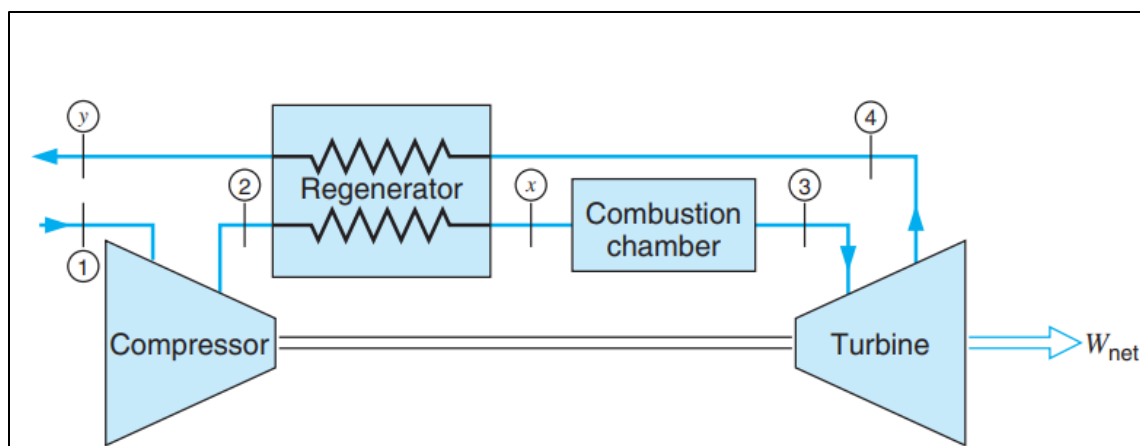 y
4
2
Regenerator
x
3
Combustion
chamber
1
Compressor
Turbine
Wnet